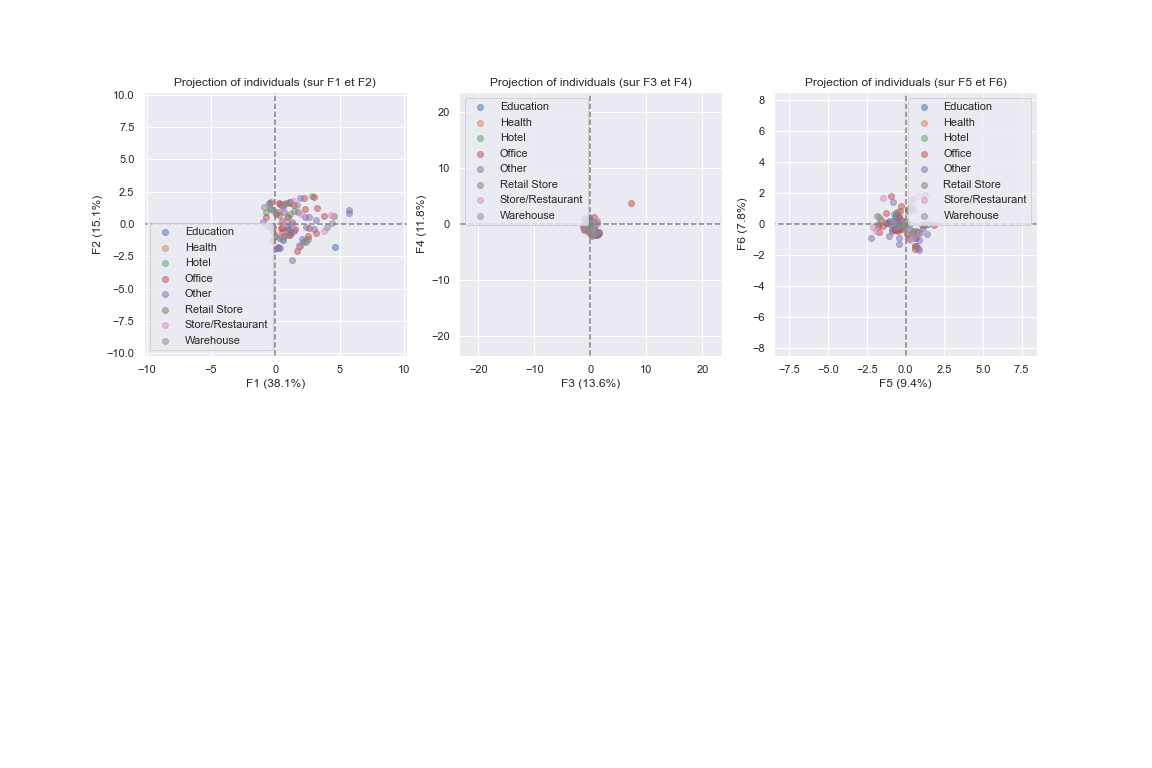 Projection of individuals (sur F1 et F2)
10.0
7.5
5.0
2.5
0.0
−2.5
−5.0
−7.5
−10.0
F2 (15.1%)
Education
Health
Hotel
Office
Other
Retail Store
Store/Restaurant
Warehouse
−10
−5
0
5
10
F1 (38.1%)
Projection of individuals (sur F3 et F4)
20
10
0
−10
−20
F4 (11.8%)
Education
Health
Hotel
Office
Other
Retail Store
Store/Restaurant
Warehouse
−20
−10
0
10
20
F3 (13.6%)
Projection of individuals (sur F5 et F6)
8
6
4
2
0
−2
−4
−6
−8
F6 (7.8%)
Education
Health
Hotel
Office
Other
Retail Store
Store/Restaurant
Warehouse
−7.5
−5.0
−2.5
0.0
2.5
5.0
7.5
F5 (9.4%)